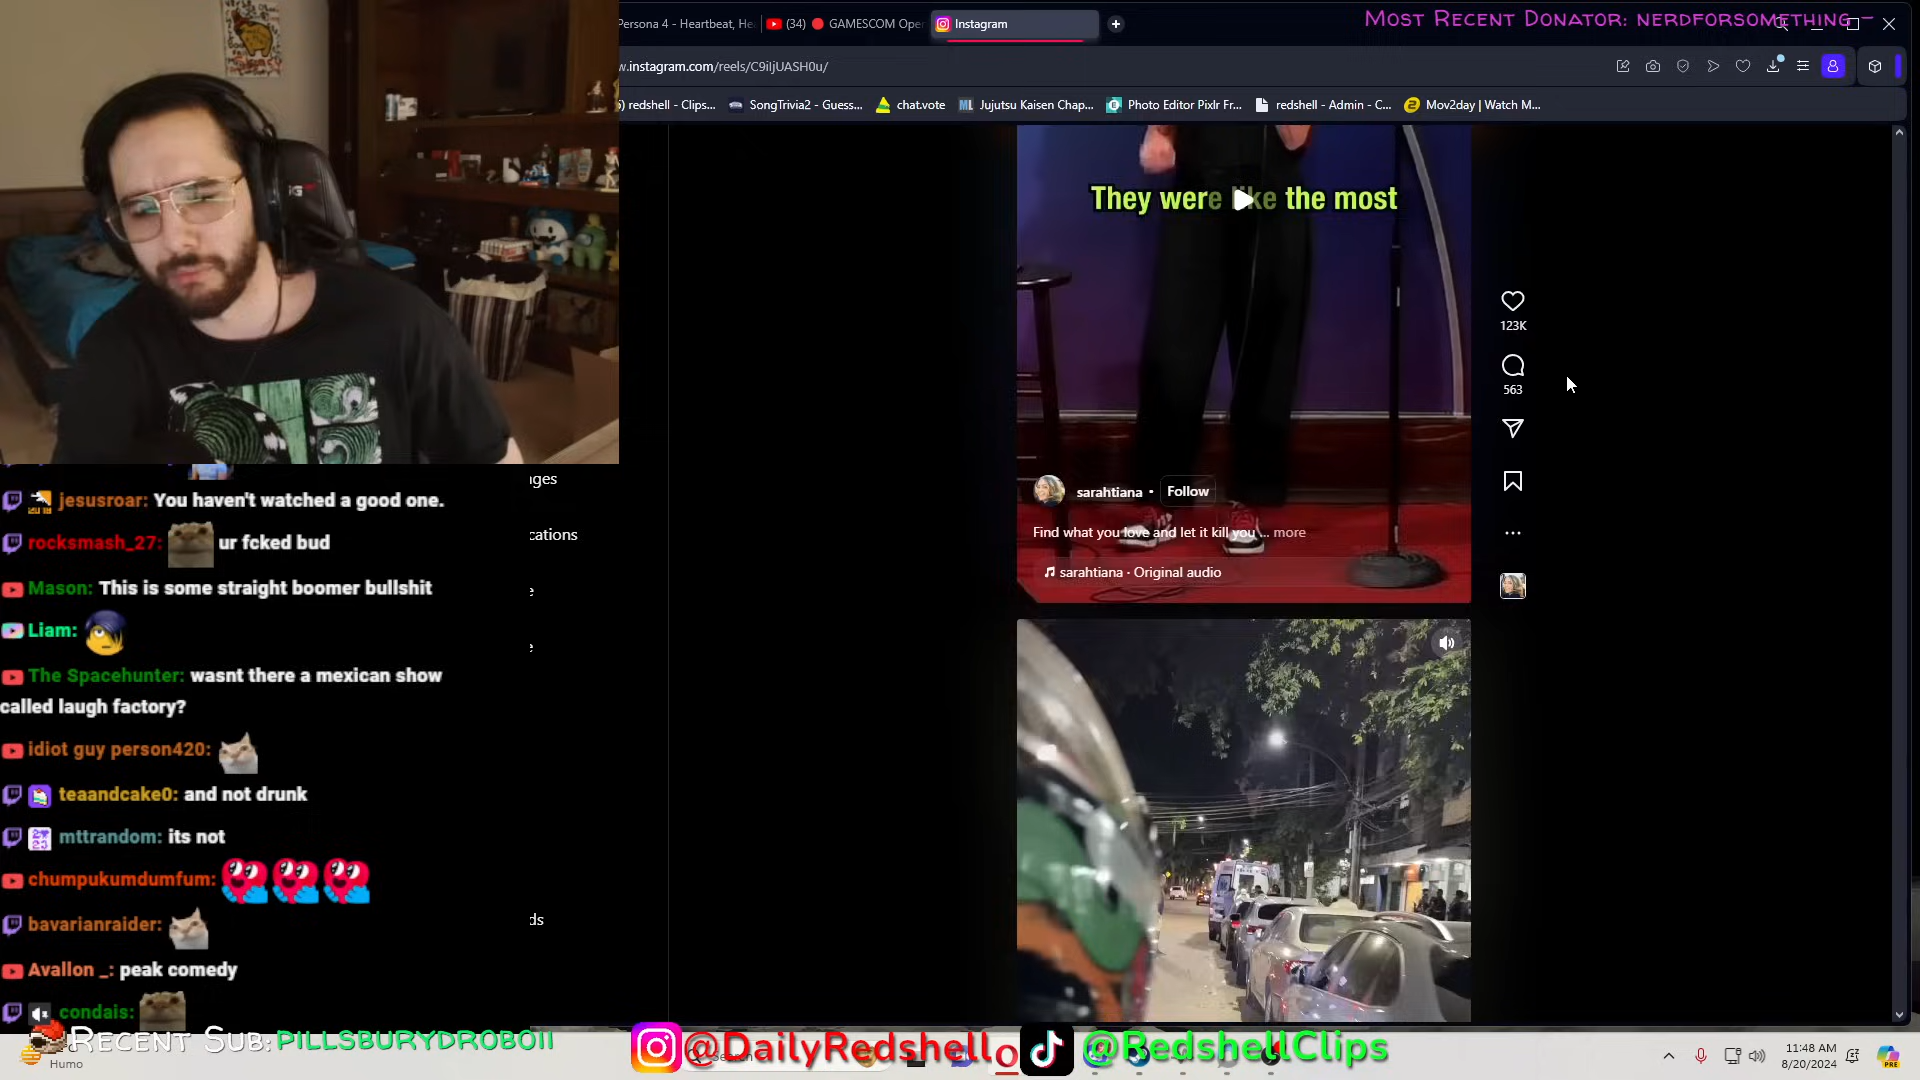 Persona 4 - Heartbeat, He
(34) 🔴 GAMESCOM Ope
Instagram
Most Recent Donator: nerdforsomething -
w.instagram.com/reels/C9iIjUASH0u/
) redshell - Clips...
SongTrivia2 - Guess...
chat.vote
Jujutsu Kaisen Chap...
Photo Editor Pixlr Fr...
redshell - Admin - C...
Mov2day | Watch M...
They were like the most
123K
563
sarahtiana • Follow
Find what you love and let it kill you ... more
sarahtiana · Original audio
ges
cations
e
e
ds
jesusroar: You haven't watched a good one.
rocksmash_27: ur fcked bud
Mason: This is some straight boomer bullshit
Liam:
The Spacehunter: wasnt there a mexican show
called laugh factory?
idiot guy person420:
teaandcake0: and not drunk
mttrandom: its not
chumpukumdumfum:
bavarianraider:
Avallon _: peak comedy
condais:
Recent Sub: pillsburydroboii
Humo
@DailyRedshell
@RedshellClips
11:48 AM
8/20/2024